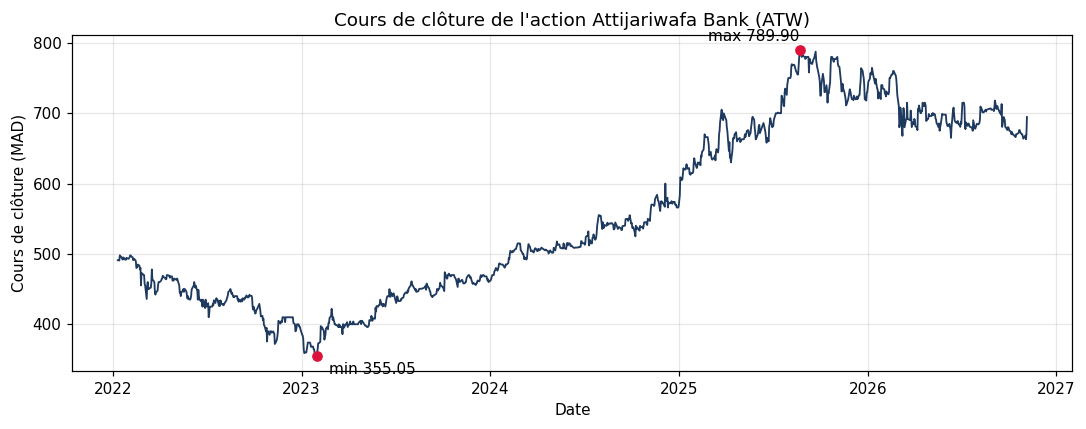 Cours de clôture de l'action Attijariwafa Bank (ATW)
max 789.90
800
700
600
500
400
Cours de clôture (MAD)
min 355.05
2022
2023
2024
2025
2026
2027
Date